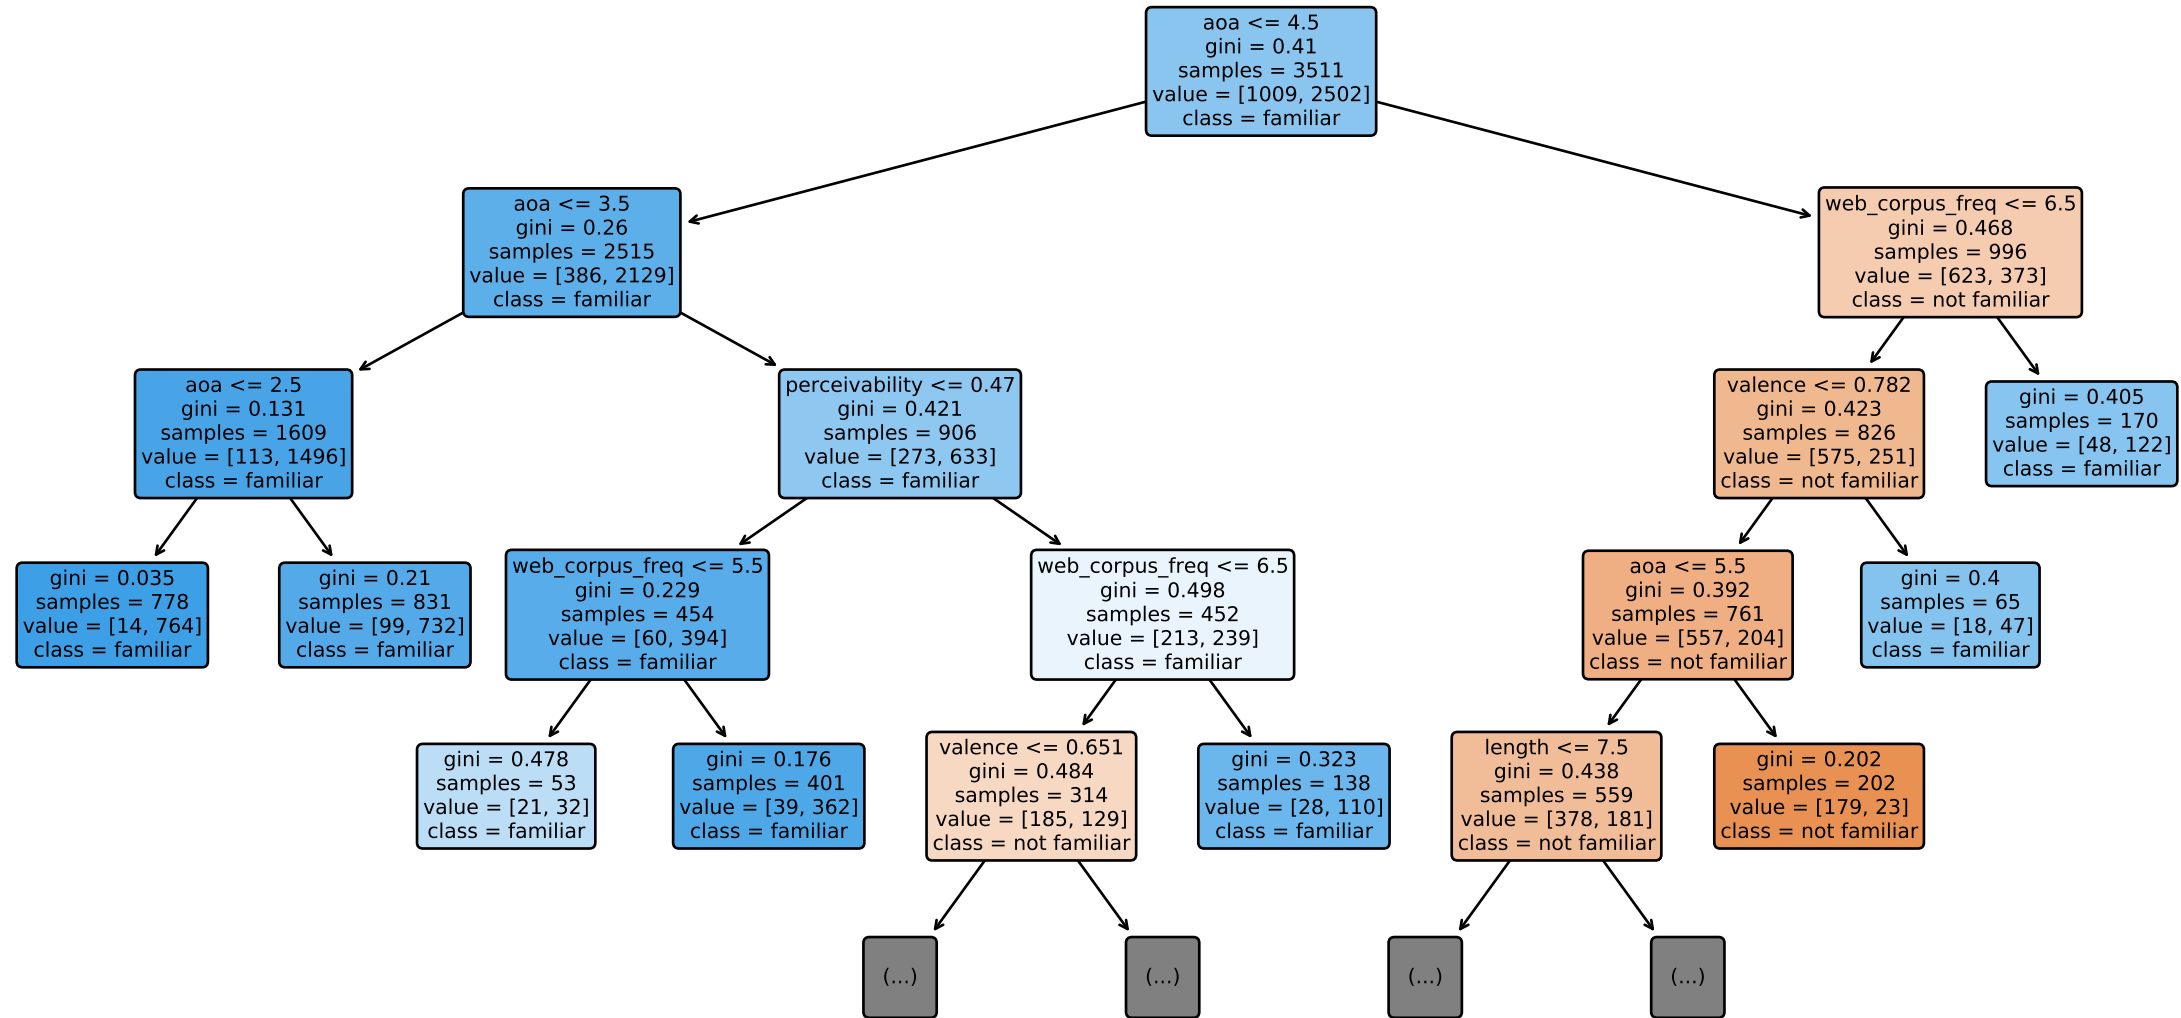 aoa <= 4.5
gini = 0.41
samples = 3511
value = [1009, 2502]
class = familiar
aoa <= 3.5
gini = 0.26
samples = 2515
value = [386, 2129]
class = familiar
web_corpus_freq <= 6.5
gini = 0.468
samples = 996
value = [623, 373]
class = not familiar
aoa <= 2.5
gini = 0.131
samples = 1609
value = [113, 1496]
class = familiar
perceivability <= 0.47
gini = 0.421
samples = 906
value = [273, 633]
class = familiar
valence <= 0.782
gini = 0.423
samples = 826
value = [575, 251]
class = not familiar
gini = 0.405
samples = 170
value = [48, 122]
class = familiar
gini = 0.035
samples = 778
value = [14, 764]
class = familiar
gini = 0.21
samples = 831
value = [99, 732]
class = familiar
web_corpus_freq <= 5.5
gini = 0.229
samples = 454
value = [60, 394]
class = familiar
web_corpus_freq <= 6.5
gini = 0.498
samples = 452
value = [213, 239]
class = familiar
aoa <= 5.5
gini = 0.392
samples = 761
value = [557, 204]
class = not familiar
gini = 0.4
samples = 65
value = [18, 47]
class = familiar
gini = 0.478
samples = 53
value = [21, 32]
class = familiar
gini = 0.176
samples = 401
value = [39, 362]
class = familiar
valence <= 0.651
gini = 0.484
samples = 314
value = [185, 129]
class = not familiar
gini = 0.323
samples = 138
value = [28, 110]
class = familiar
length <= 7.5
gini = 0.438
samples = 559
value = [378, 181]
class = not familiar
gini = 0.202
samples = 202
value = [179, 23]
class = not familiar
(...)
(...)
(...)
(...)